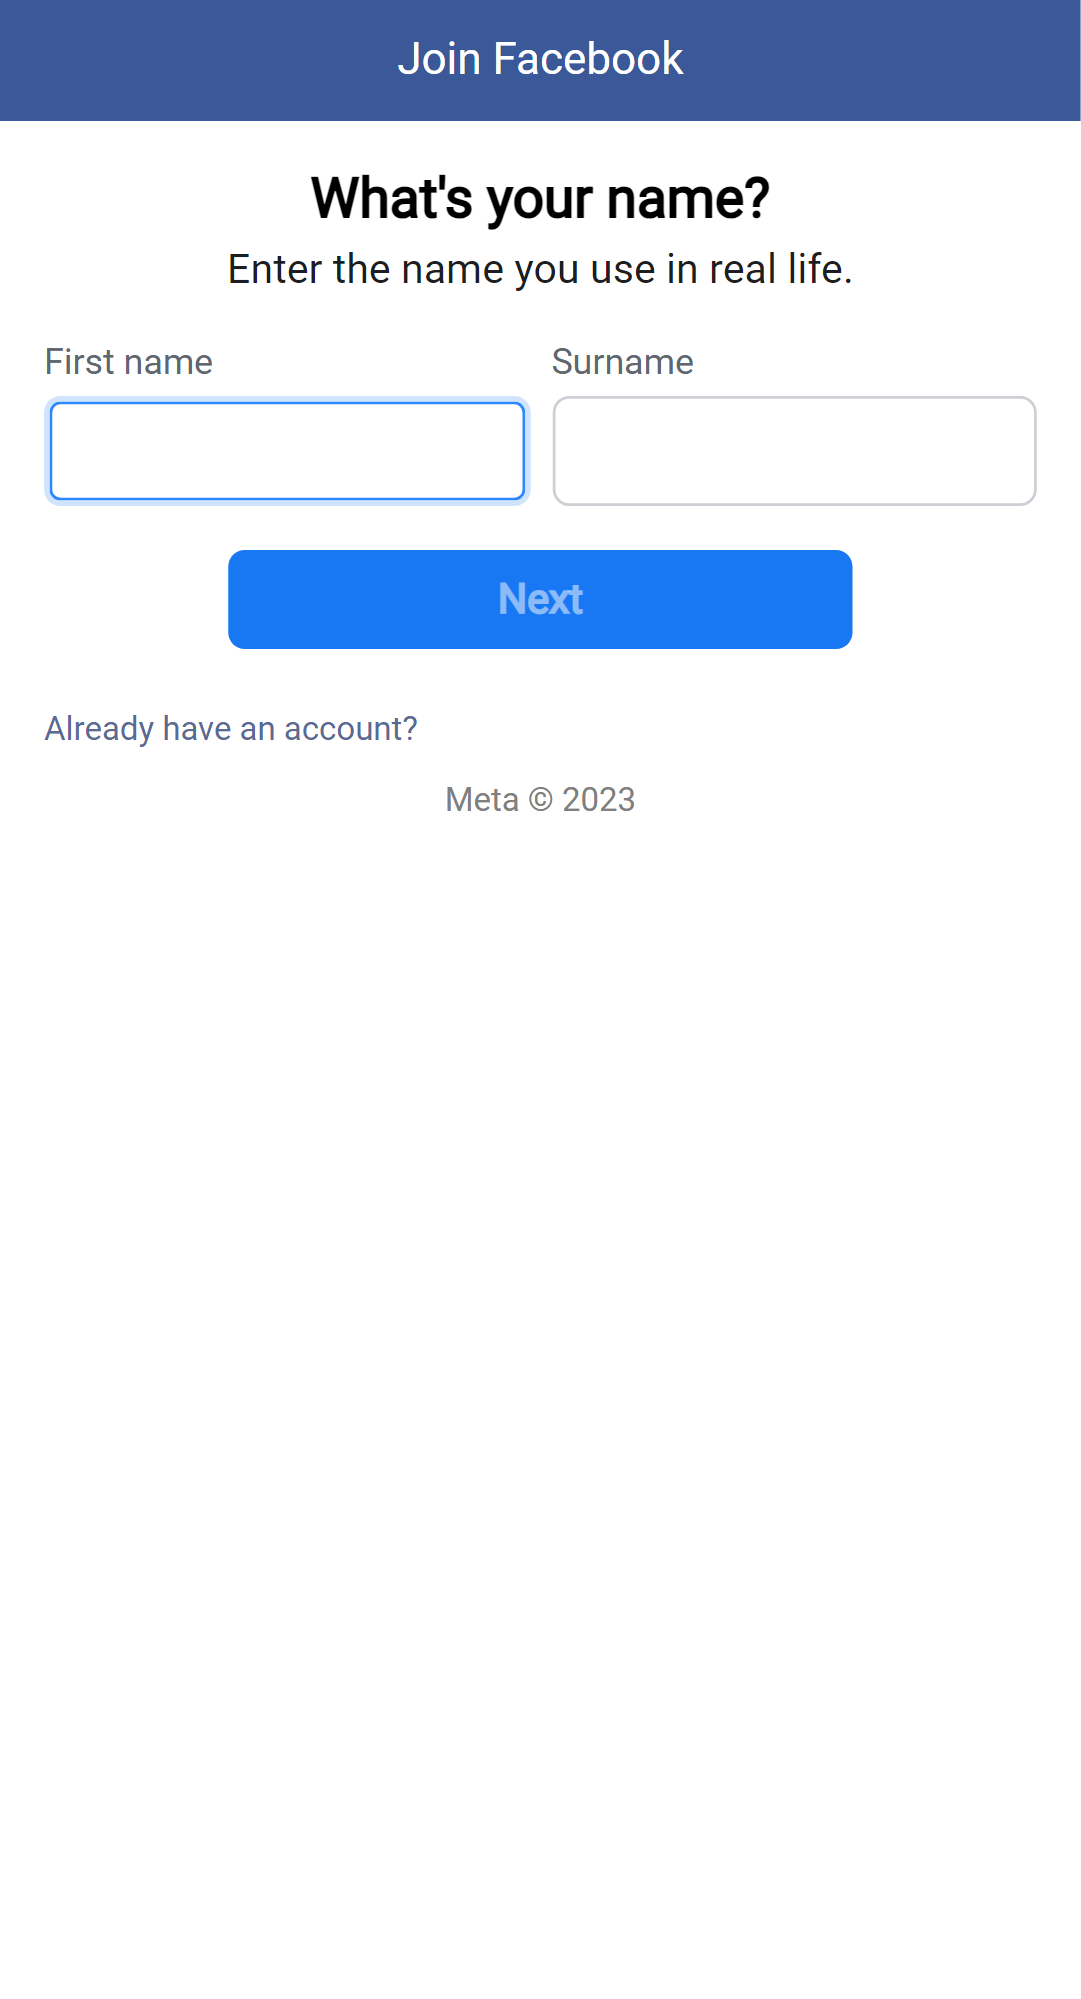 Join Facebook
What's your name?
Enter the name you use in real life.
First name
Surname
Next
Already have an account?
Meta © 2023